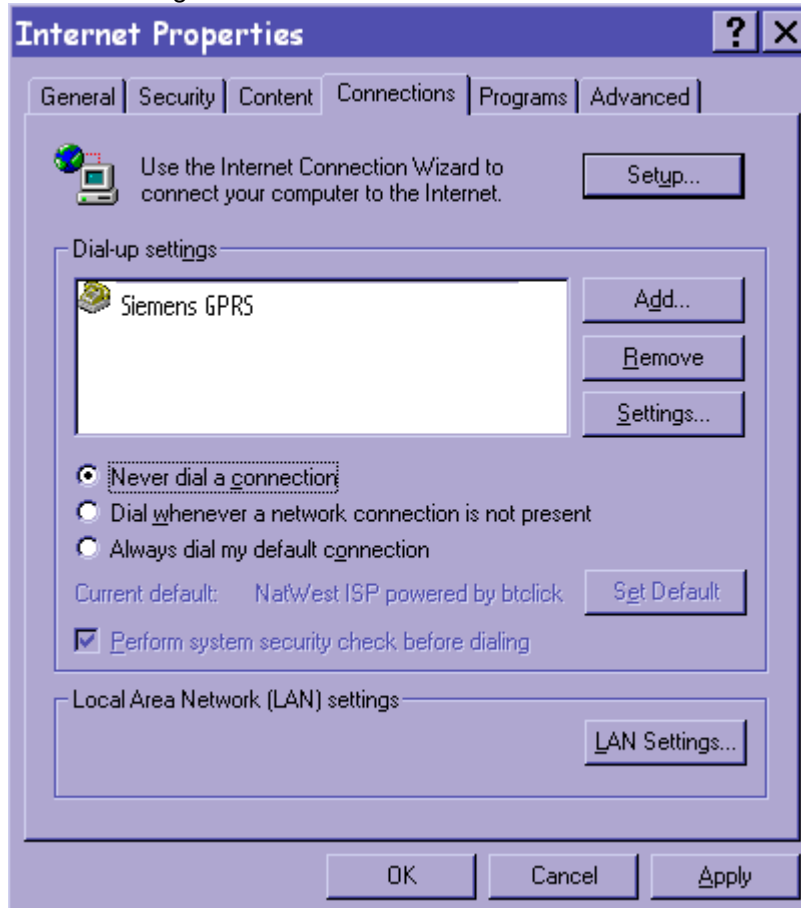 Internet Properties
? X
General Security Content Connections Programs Advanced
Use the Internet Connection Wizard to
connect your computer to the Internet.
Setup...
Dial-up settings
Siemens GPRS
Add...
Remove
Settings...
Never dial a connection
Dial whenever a network connection is not present
Always dial my default connection
Current default: NatWest ISP powered by btclick
Set Default
Perform system security check before dialing
Local Area Network (LAN) settings
LAN Settings...
OK Cancel Apply